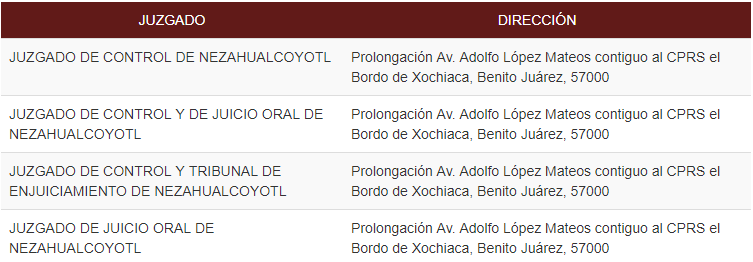 JUZGADO DIRECCIÓN
JUZGADO DE CONTROL DE NEZAHUALCOYOTL Prolongación Av. Adolfo López Mateos contiguo al CPRS el
Bordo de Xochiaca, Benito Juárez, 57000
JUZGADO DE CONTROL Y DE JUICIO ORAL DE Prolongación Av. Adolfo López Mateos contiguo al CPRS el
NEZAHUALCOYOTL Bordo de Xochiaca, Benito Juárez, 57000
JUZGADO DE CONTROL Y TRIBUNAL DE Prolongación Av. Adolfo López Mateos contiguo al CPRS el
ENJUICIAMIENTO DE NEZAHUALCOYOTL Bordo de Xochiaca, Benito Juárez, 57000
JUZGADO DE JUICIO ORAL DE Prolongación Av. Adolfo López Mateos contiguo al CPRS el
NEZAHUALCOYOTL Bordo de Xochiaca, Benito Juárez, 57000